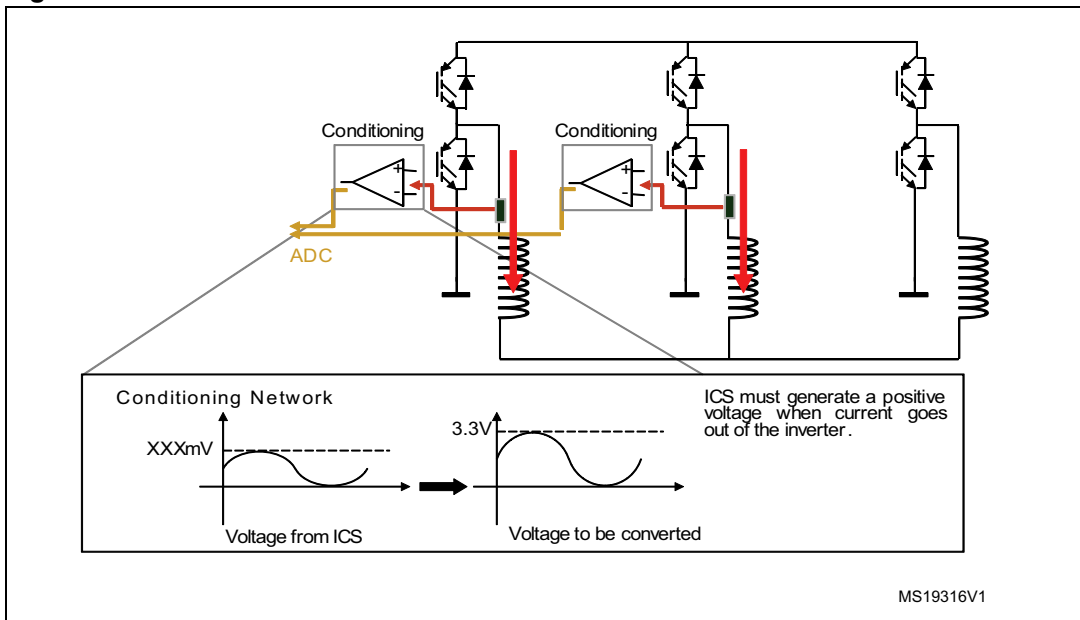 Conditioning
Conditioning
+
-
+
-
ADC
Conditioning Network
XXXmV
3.3V
ICS must generate a positive
voltage when current goes
out of the inverter.
Voltage from ICS
Voltage to be converted
MS19316V1